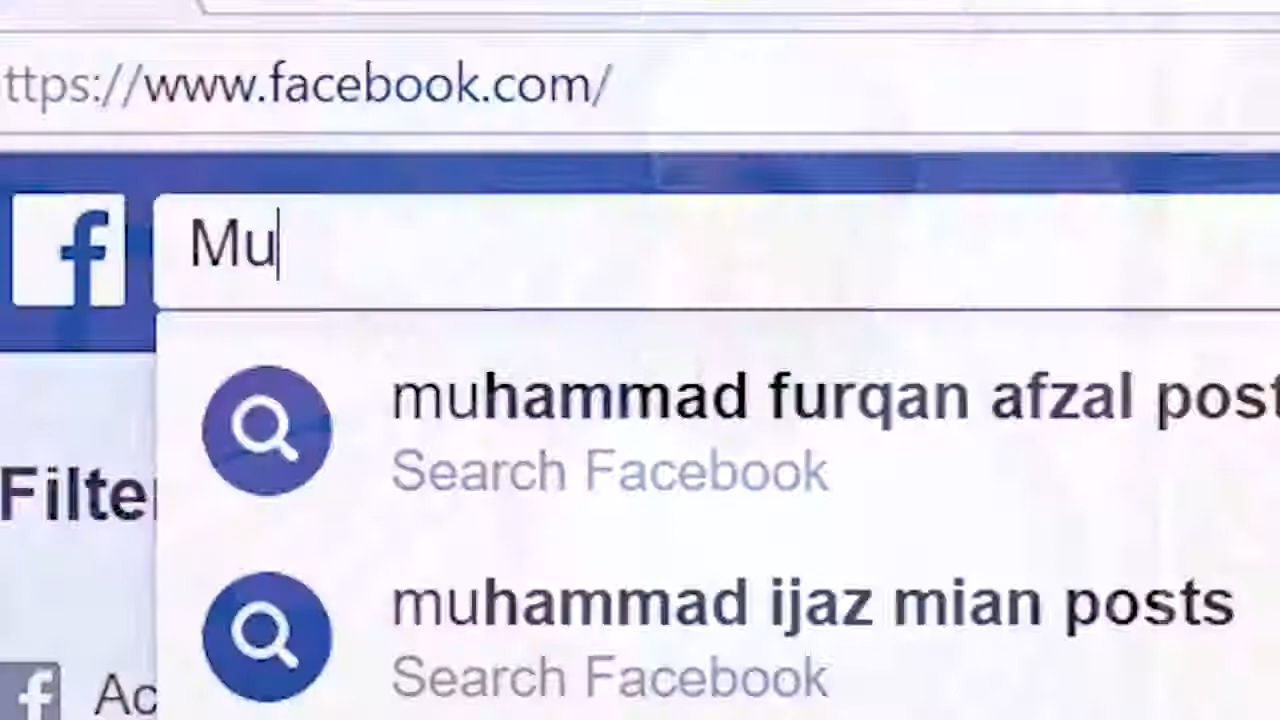 ttps://www.facebook.com/
f
Mu
muhammad furqan afzal post
Search Facebook
Filte
muhammad ijaz mian posts
Search Facebook
f Ac